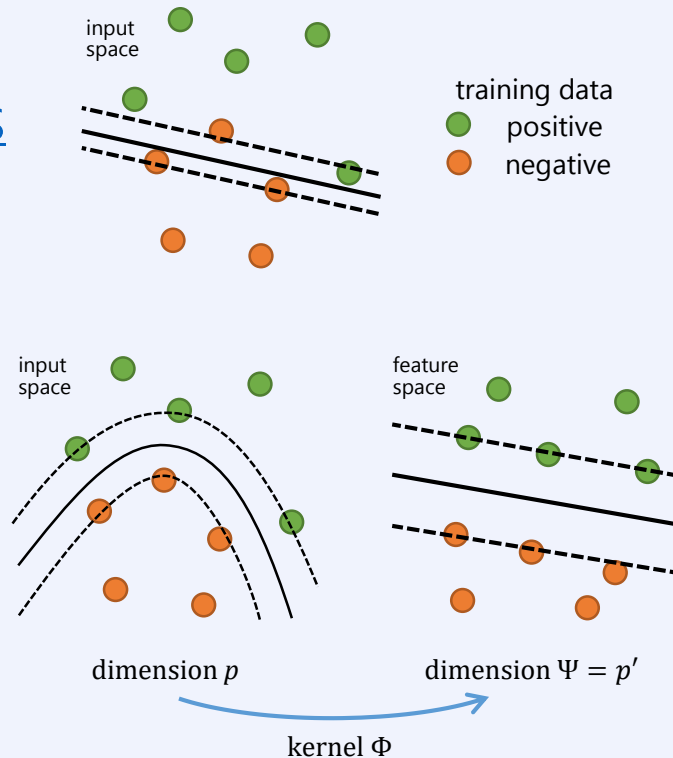 input
space
training data
positive
negative
input
space
feature
space
dimension p
dimension Ψ = p′
kernel Φ